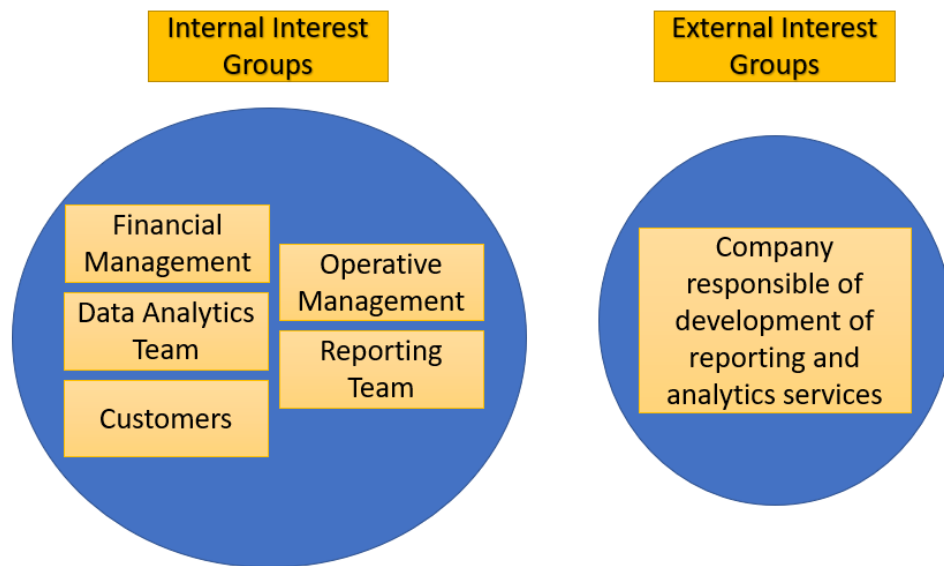 Internal Interest
Groups
External Interest
Groups
Financial
Management
Data Analytics
Team
Customers
Operative
Management
Reporting
Team
Company
responsible of
development of
reporting and
analytics services